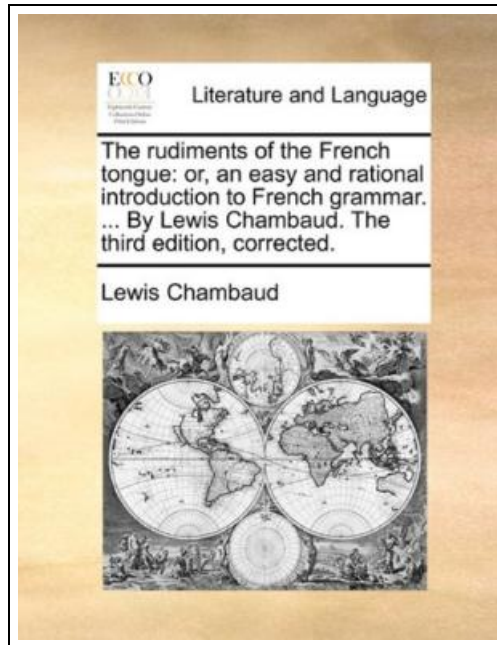 ECCO
Literature and Language
The rudiments of the French
tongue: or, an easy and rational
introduction to French grammar.
... By Lewis Chambaud. The
third edition, corrected.
Lewis Chambaud